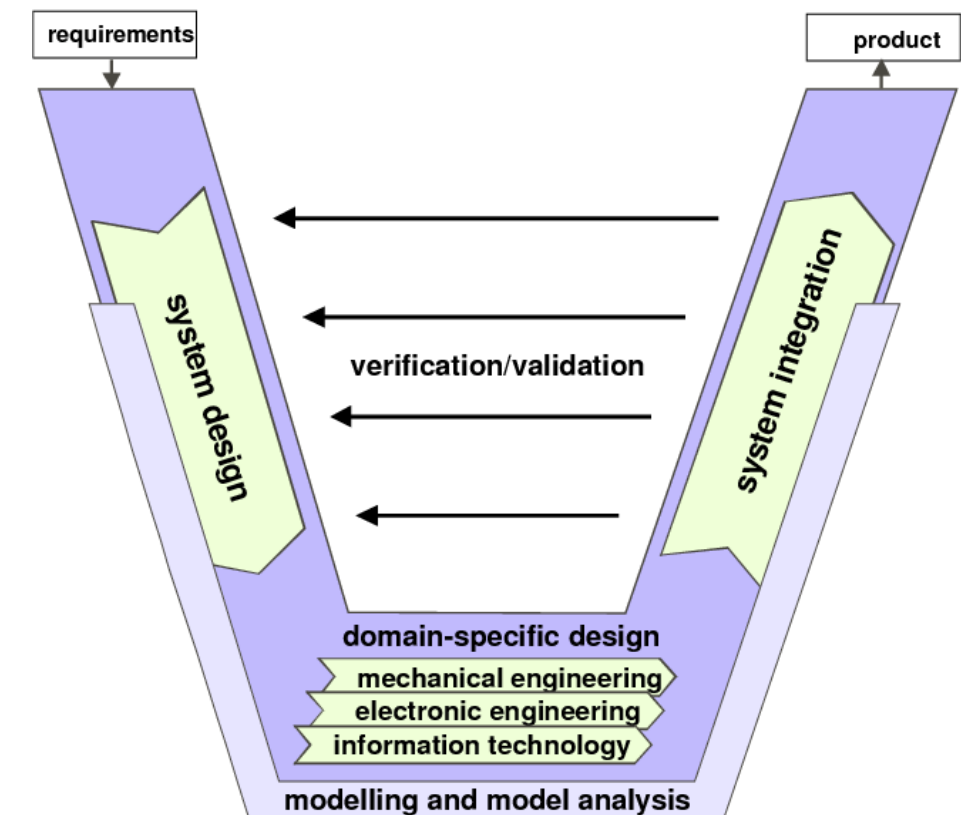 requirements
product
system design
system integration
verification/validation
domain-specific design
mechanical engineering
electronic engineering
information technology
modelling and model analysis